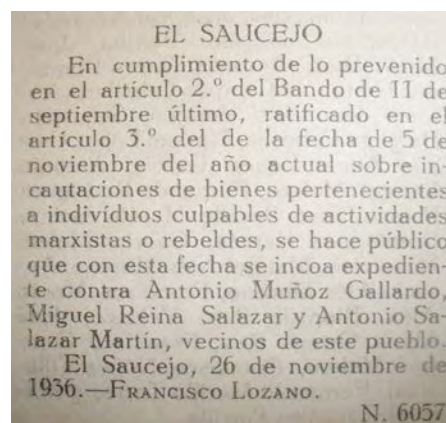 EL SAUCEJO
En cumplimiento de lo prevenido
en el artículo 2.º del Bando de 11 de
septiembre último, ratificado en el
artículo 3.º del de la fecha de 5 de
noviembre del año actual sobre in-
cautaciones de bienes pertenecientes
a indivíduos culpables de actividades
marxistas o rebeldes, se hace público
que con esta fecha se incoa expedien-
te contra Antonio Muñoz Gallardo,
Miguel Reina Salazar y Antonio Sa-
lazar Martín, vecinos de este pueblo.
El Saucejo, 26 de noviembre de
1936.—FRANCISCO LOZANO.
N. 6057